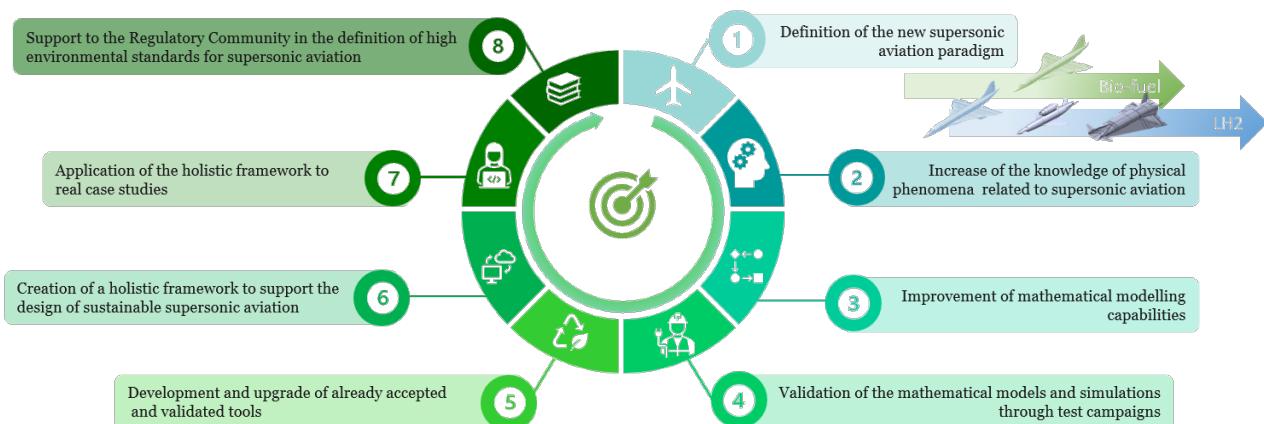 1
Definition of the new supersonic
aviation paradigm
Bio-fuel
LH2
2
Increase of the knowledge of physical
phenomena related to supersonic aviation
3
Improvement of mathematical modelling
capabilities
4
Validation of the mathematical models and simulations
through test campaigns
5
Development and upgrade of already accepted
and validated tools
6
Creation of a holistic framework to support the
design of sustainable supersonic aviation
7
Application of the holistic framework to
real case studies
8
Support to the Regulatory Community in the definition of high
environmental standards for supersonic aviation